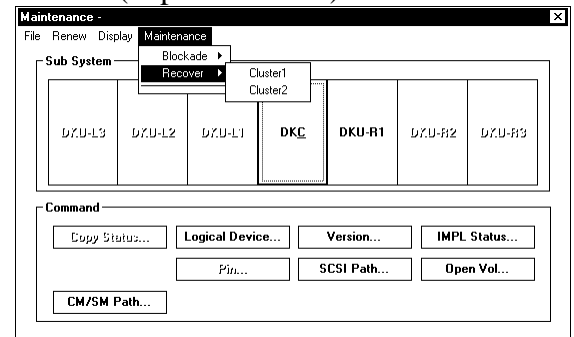 Maintenance -
File Renew Display Maintenance
Blockade
Recover
Cluster1
Cluster2
Sub System
DKU-L3 DKU-L2 DKU-L1 DKC DKU-R1 DKU-R2 DKU-R3
Command
Copy Status... Logical Device... Version... IMPL Status...
Pin... SCSI Path... Open Vol...
CM/SM Path...